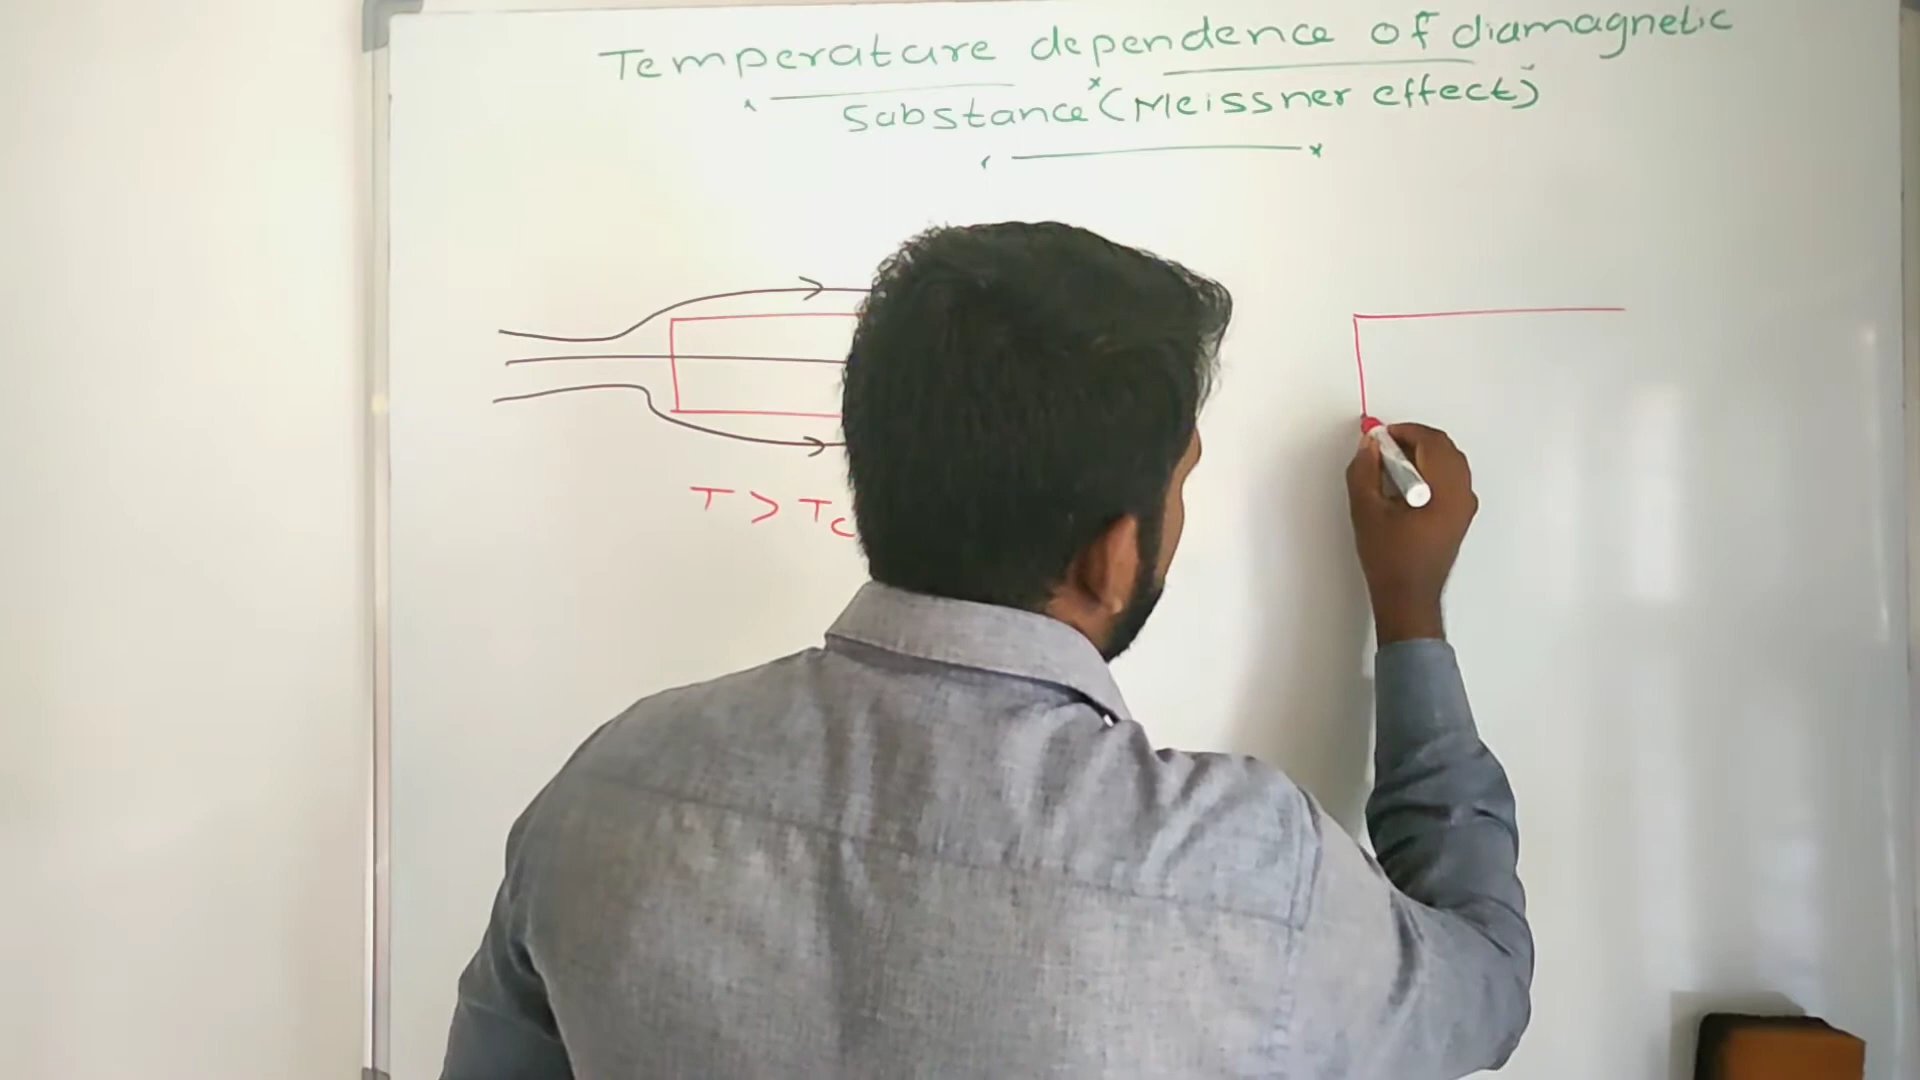 Temperature dependence of diamagnetic
Substance (Meissner effect)
T > Tc